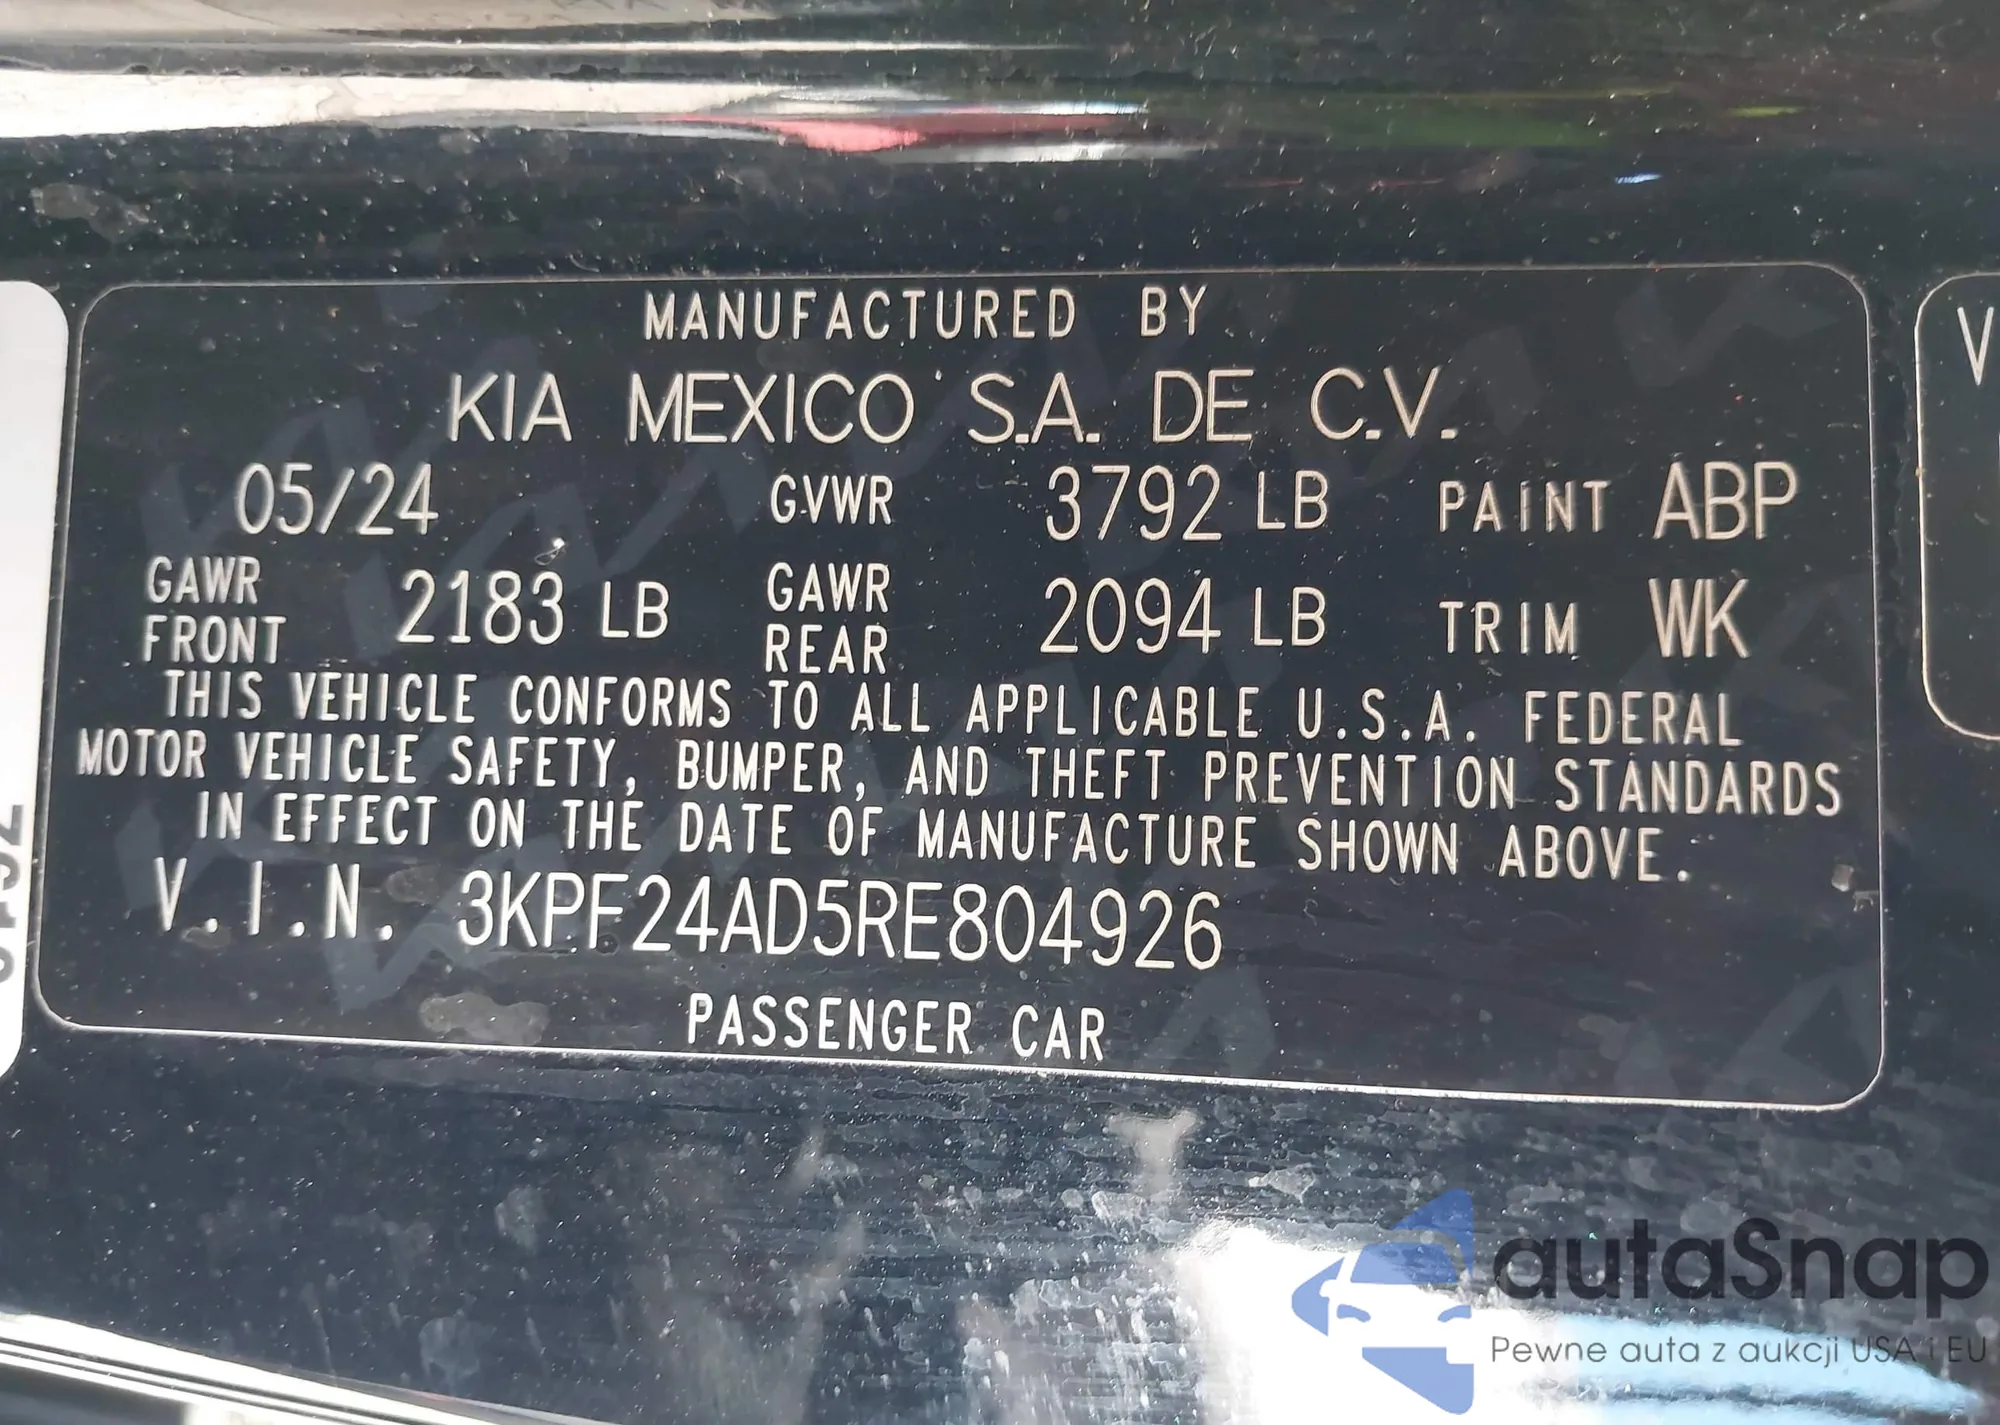 MANUFACTURED BY
KIA MEXICO S.A. DE C.V.
05/24 GVWR 3792 LB PAINT ABP
GAWR FRONT 2183 LB GAWR REAR 2094 LB TRIM WK
THIS VEHICLE CONFORMS TO ALL APPLICABLE U.S.A. FEDERAL
MOTOR VEHICLE SAFETY, BUMPER, AND THEFT PREVENTION STANDARDS
IN EFFECT ON THE DATE OF MANUFACTURE SHOWN ABOVE.
V.I.N. 3KPF24AD5RE804926
PASSENGER CAR
V
autaSnap
Pewne auta z aukcji USA i EU